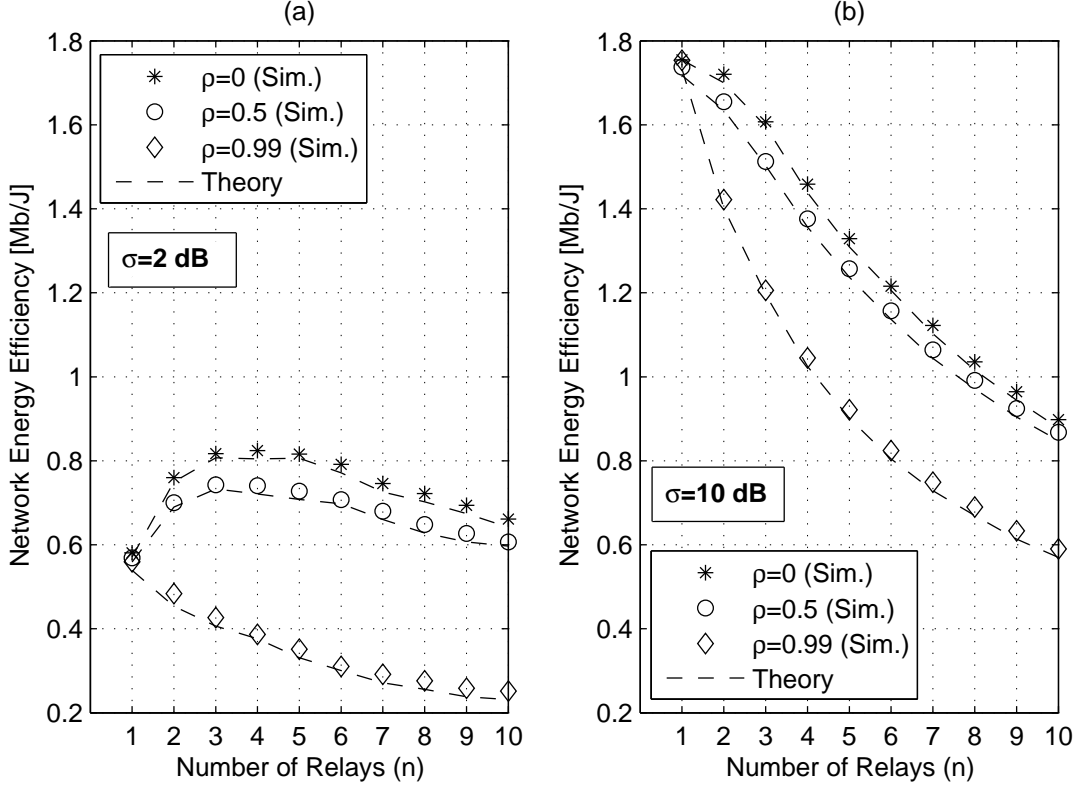 (a)
Network Energy Efficiency [Mb/J]
1.8
1.6
1.4
1.2
1
0.8
0.6
0.4
0.2
ρ=0 (Sim.)
ρ=0.5 (Sim.)
ρ=0.99 (Sim.)
Theory
σ=2 dB
1 2 3 4 5 6 7 8 9 10
Number of Relays (n)
(b)
Network Energy Efficiency [Mb/J]
1.8
1.6
1.4
1.2
1
0.8
0.6
0.4
0.2
σ=10 dB
ρ=0 (Sim.)
ρ=0.5 (Sim.)
ρ=0.99 (Sim.)
Theory
1 2 3 4 5 6 7 8 9 10
Number of Relays (n)